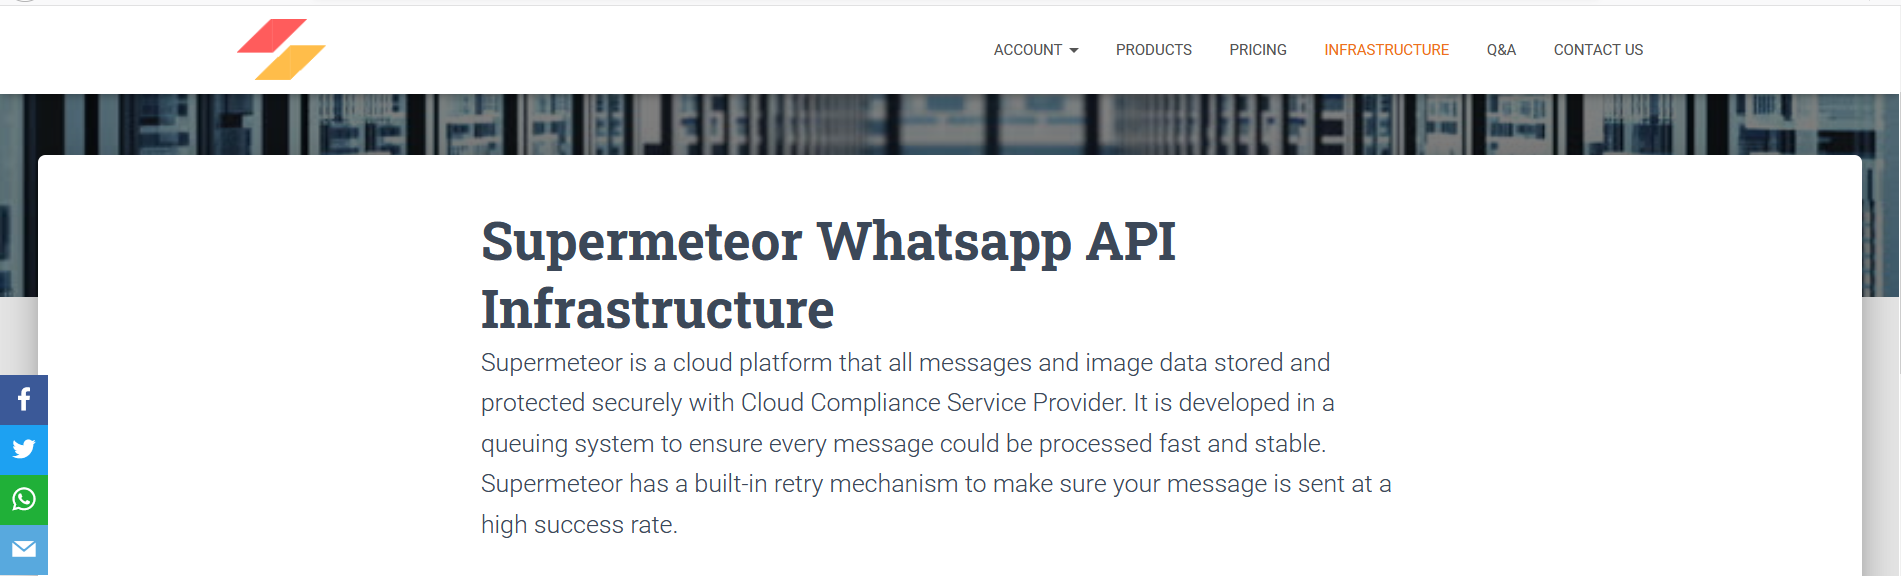 ACCOUNT PRODUCTS PRICING INFRASTRUCTURE Q&A CONTACT US
Supermeteor Whatsapp API
Infrastructure
Supermeteor is a cloud platform that all messages and image data stored and
protected securely with Cloud Compliance Service Provider. It is developed in a
queuing system to ensure every message could be processed fast and stable.
Supermeteor has a built-in retry mechanism to make sure your message is sent at a
high success rate.